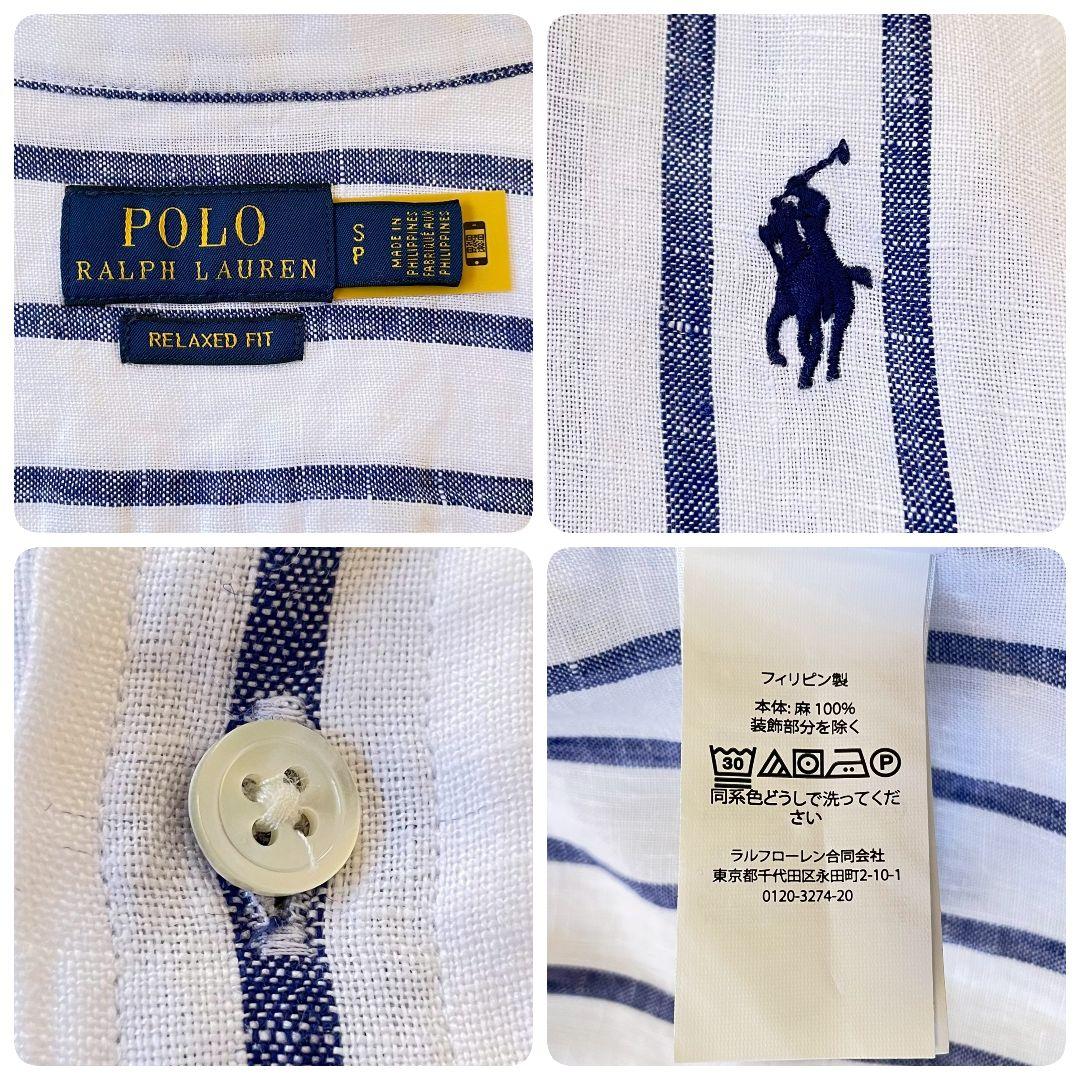 POLO
RALPH LAUREN
S
P
MADE IN
PHILIPPINES
FABRIQUÉ AUX
PHILIPPINES
RELAXED FIT
フィリピン製
本体: 麻 100%
装飾部分を除く
30 P
同系色どうしで洗ってくだ
さい
ラルフローレン合同会社
東京都千代田区永田町2-10-1
0120-3274-20